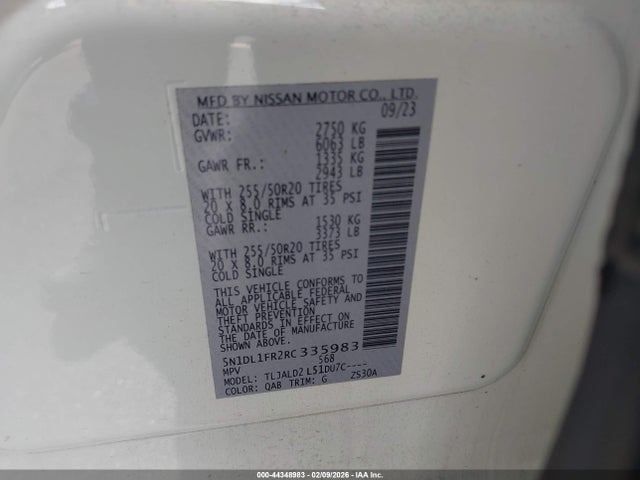 MFD BY NISSAN MOTOR CO., LTD.
DATE: 09/23
GVWR: 2750 KG
6063 LB
GAWR FR.: 1335 KG
2943 LB
WITH 255/50R20 TIRES
20 X 8.0 RIMS AT 35 PSI
COLD SINGLE
GAWR RR.: 1530 KG
3373 LB
WITH 255/50R20 TIRES
20 X 8.0 RIMS AT 35 PSI
COLD SINGLE
THIS VEHICLE CONFORMS TO
ALL APPLICABLE FEDERAL
MOTOR VEHICLE SAFETY AND
THEFT PREVENTION
STANDARDS IN EFFECT ON
THE DATE OF MANUFACTURE
SHOWN ABOVE.
5N1DL1FR2RC335983
MPV 568
MODEL: TLJALD2 L51DU7C----
COLOR: QAB TRIM: G ZS30A
000-44348983 - 02/09/2026 - IAA Inc.